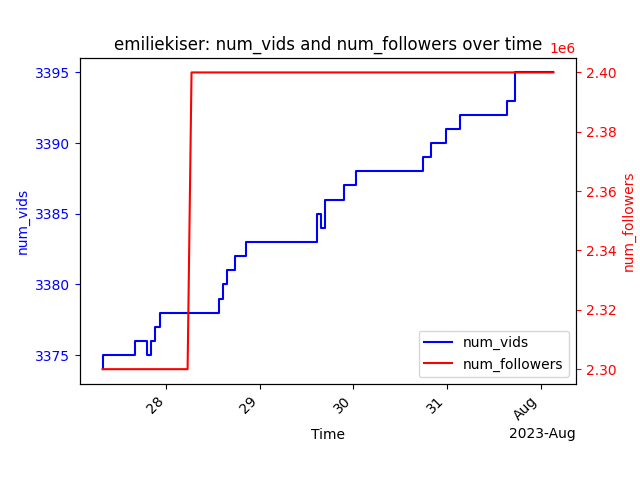 emiliekiser: num_vids and num_followers over time
1e6
3395
3390
3385
3380
3375
num_vids
2.40
2.38
2.36
2.34
2.32
2.30
num_followers
num_vids
num_followers
28
29
30
31
Aug
Time
2023-Aug